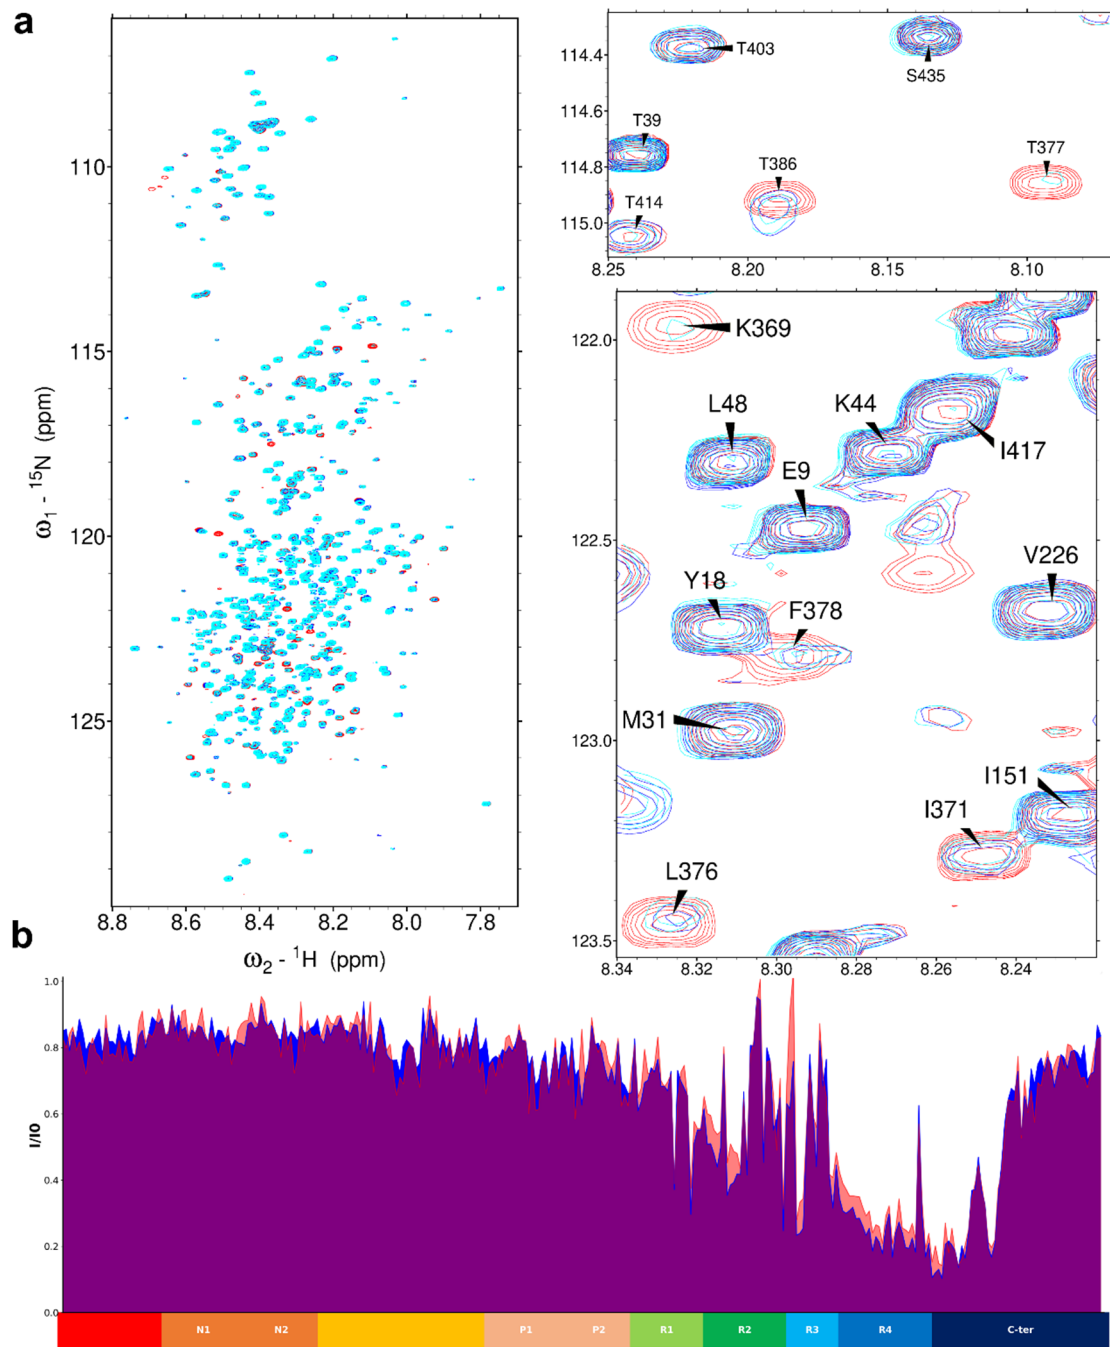 a
110
115
120
125
ω1 - 15N (ppm)
8.8
8.6
8.4
8.2
8.0
7.8
ω2 - 1H (ppm)
114.4
114.6
114.8
115.0
T403
S435
T39
T386
T377
T414
8.25
8.20
8.15
8.10
122.0
122.5
123.0
123.5
K369
L48
K44
I417
E9
V226
Y18
F378
M31
I151
I371
L376
8.34
8.32
8.30
8.28
8.26
8.24
b
1.0
0.8
0.6
0.4
0.2
0.0
I/I0
N1 N2 P1 P2 R1 R2 R3 R4 C-ter